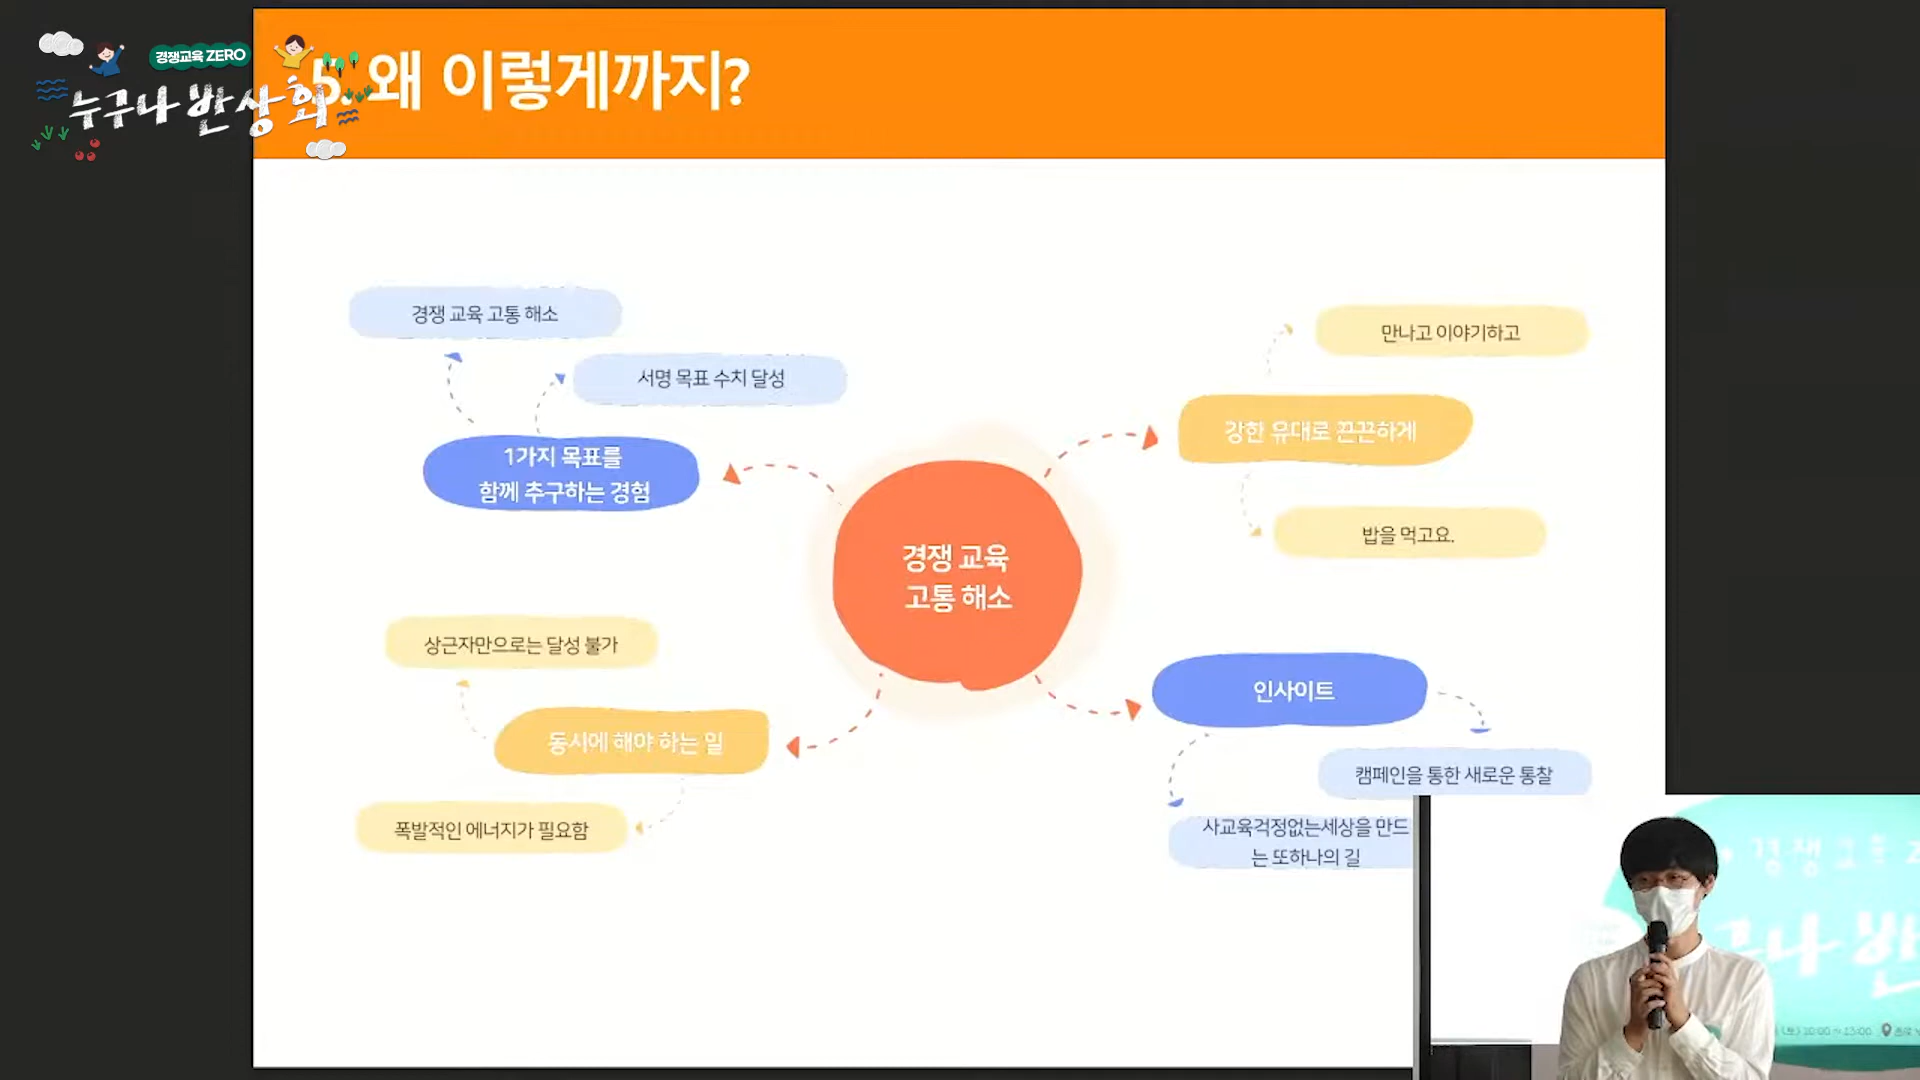 경쟁교육 ZERO
누구나 반상회
5. 왜 이렇게까지?
경쟁 교육 고통 해소
서명 목표 수치 달성
1가지 목표를
함께 추구하는 경험
만나고 이야기하고
강한 유대로 끈끈하게
밥을 먹고요.
경쟁 교육
고통 해소
상근자만으로는 달성 불가
동시에 해야 하는 일
폭발적인 에너지가 필요함
인사이트
캠페인을 통한 새로운 통찰
사교육걱정없는세상을 만드
는 또하나의 길
경쟁교육
구나 반